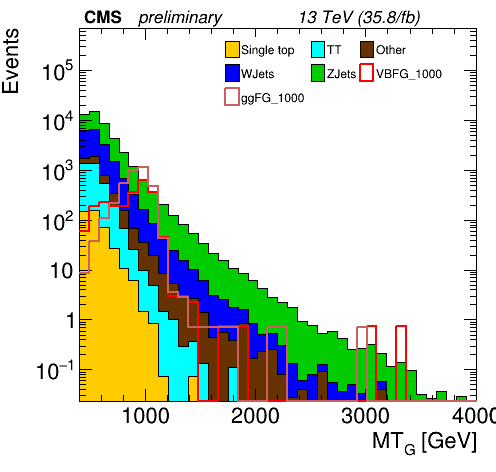 CMS preliminary 13 TeV (35.8/fb)
Events
Single top TT Other
WJets ZJets VBFG_1000
ggFG_1000
10^5
10^4
10^3
10^2
10
1
10^−1
1000 2000 3000 4000
MT_G [GeV]